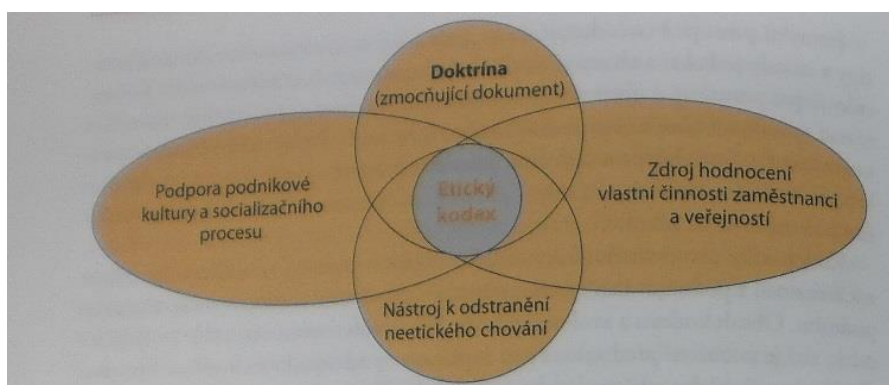 Doktrína
(zmocňující dokument)
Podpora podnikové
kultury a socializačního
procesu
Etický
kodex
Zdroj hodnocení
vlastní činnosti zaměstnanci
a veřejností
Nástroj k odstranění
neetického chování